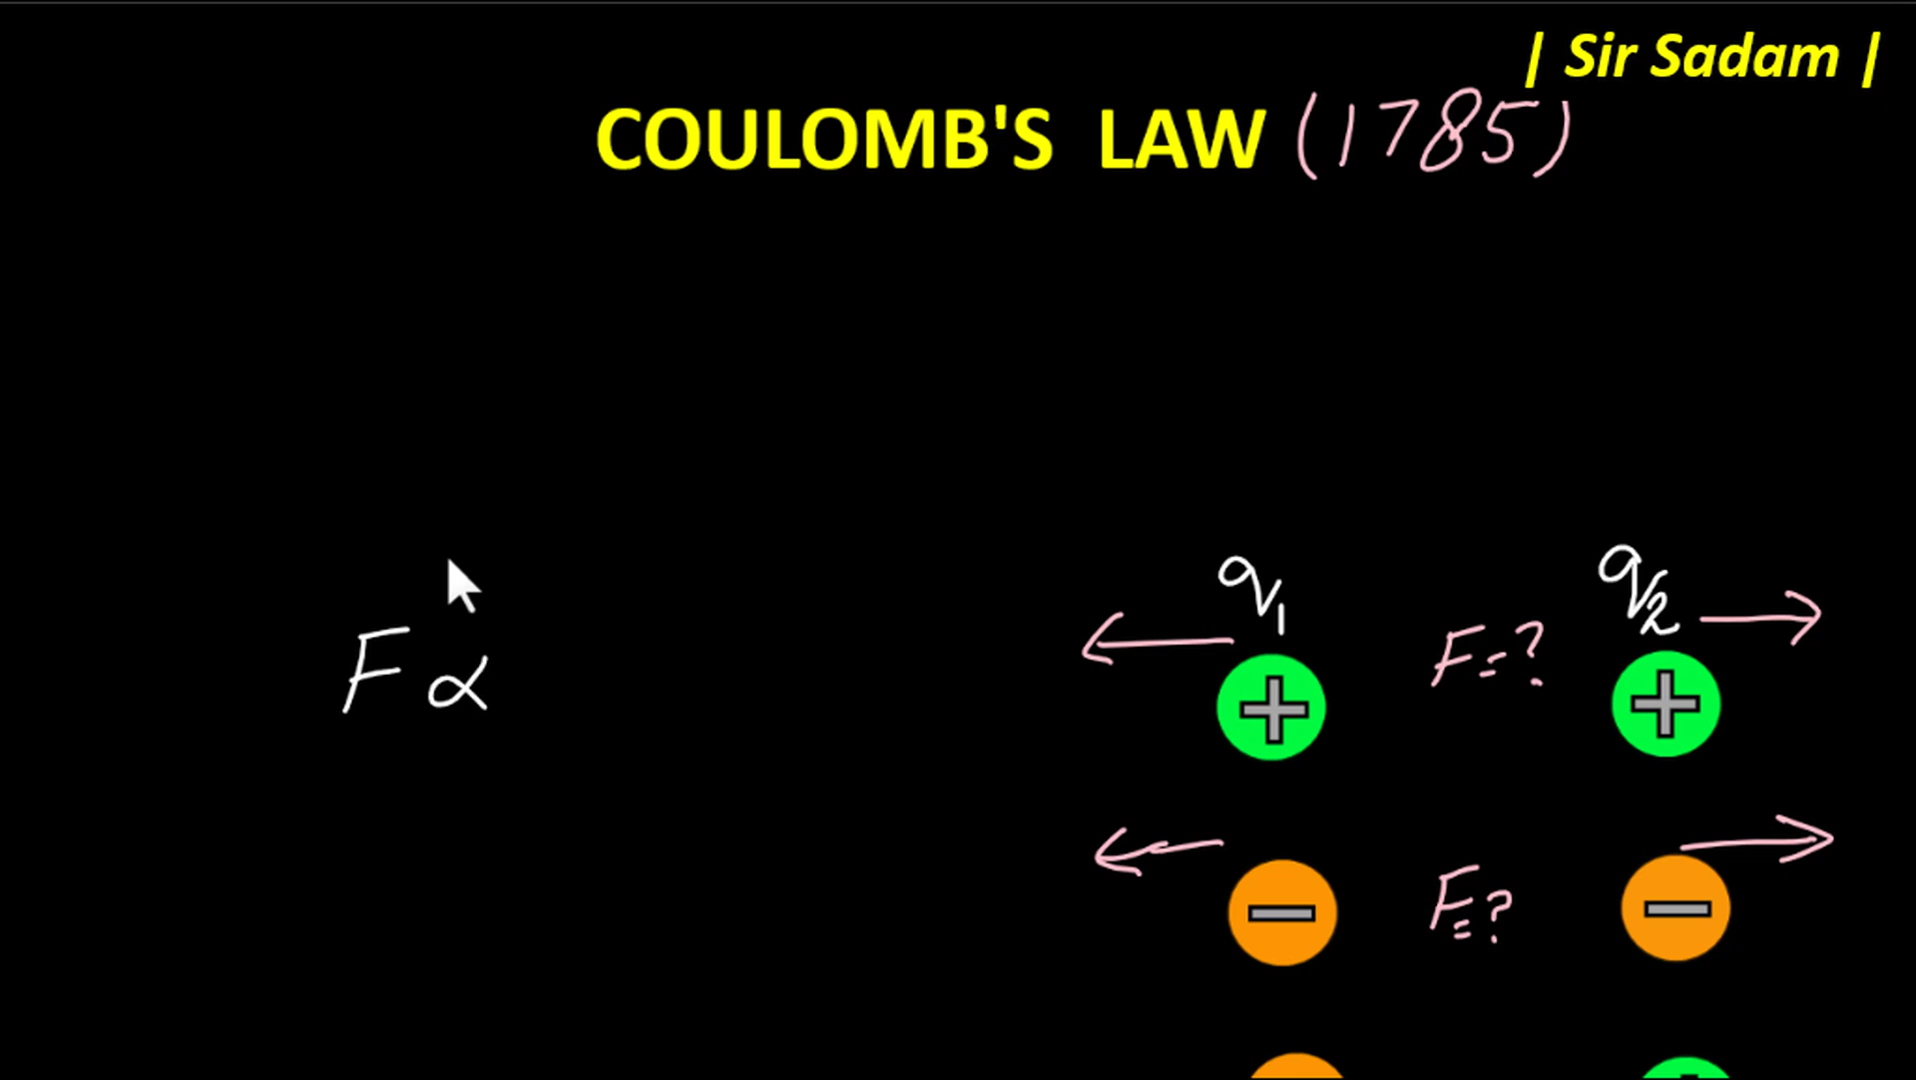 | Sir Sadam |
COULOMB'S LAW (1785)
q1 q2
F α
F=?
F=?